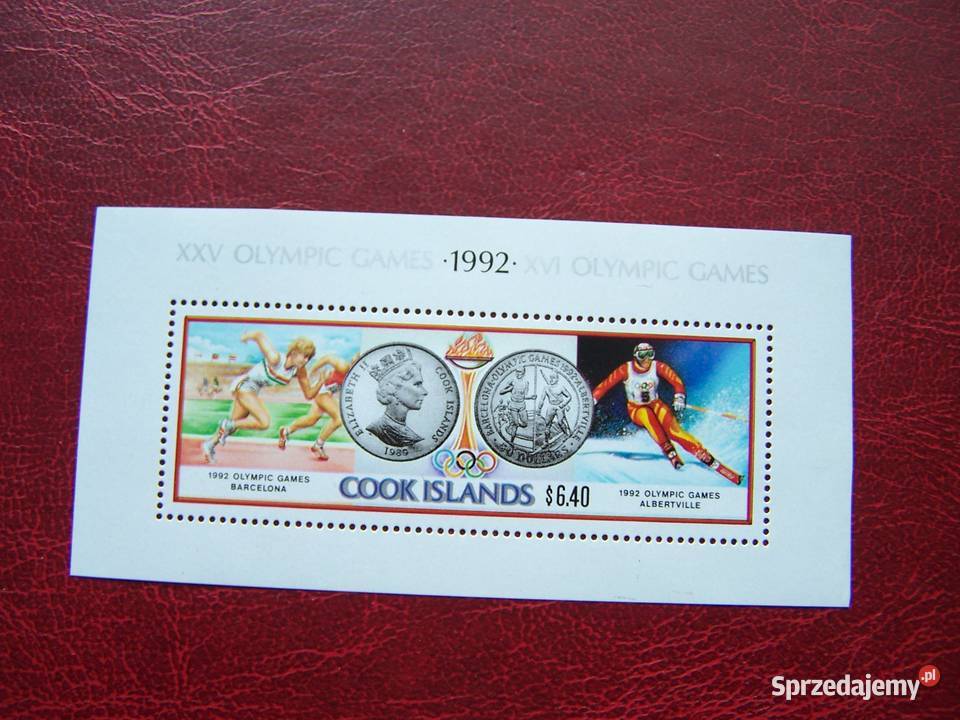 XXV OLYMPIC GAMES ·1992· XVI OLYMPIC GAMES
ELIZABETH II COOK ISLANDS
1989
BARCELONA·OLYMPIC GAMES·1992·ALBERTVILLE
50 DOLLARS
5
1992 OLYMPIC GAMES
BARCELONA
COOK ISLANDS $6.40
1992 OLYMPIC GAMES
ALBERTVILLE
Sprzedajemy.pl